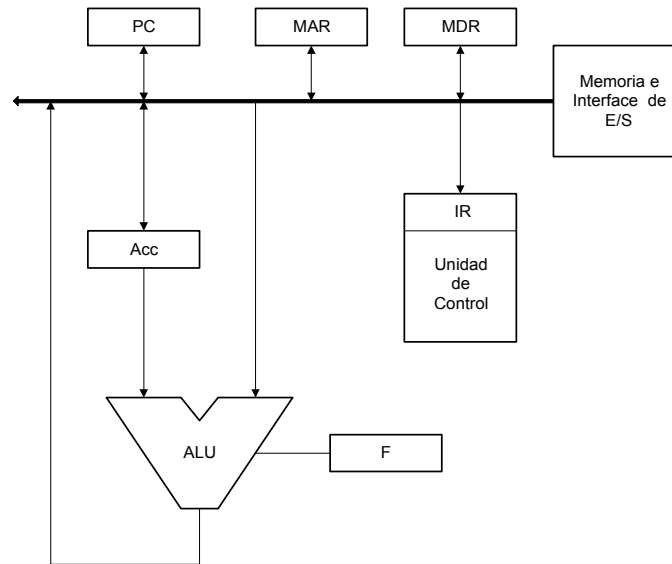 PC
MAR
MDR
Memoria e
Interface de
E/S
IR
Acc
Unidad
de
Control
ALU
F